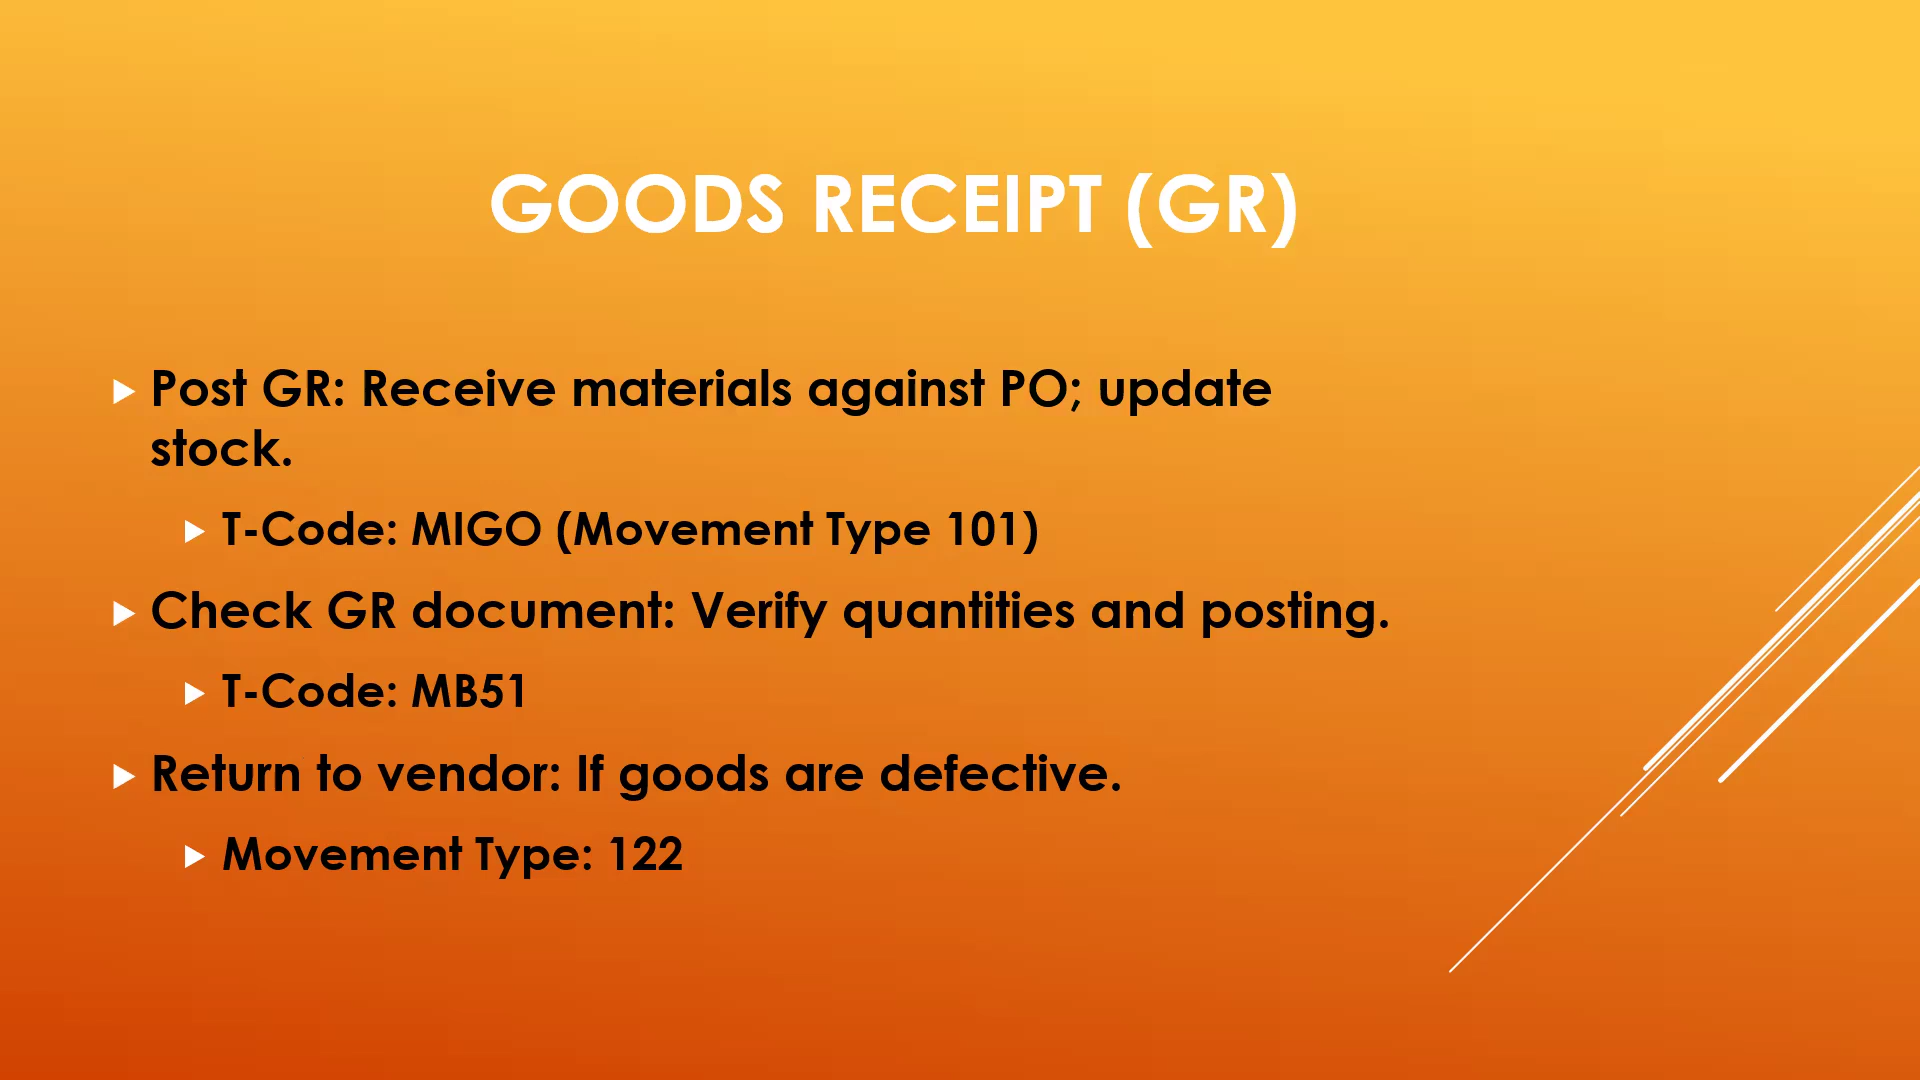 GOODS RECEIPT (GR)
Post GR: Receive materials against PO; update
stock.
T-Code: MIGO (Movement Type 101)
Check GR document: Verify quantities and posting.
T-Code: MB51
Return to vendor: If goods are defective.
Movement Type: 122